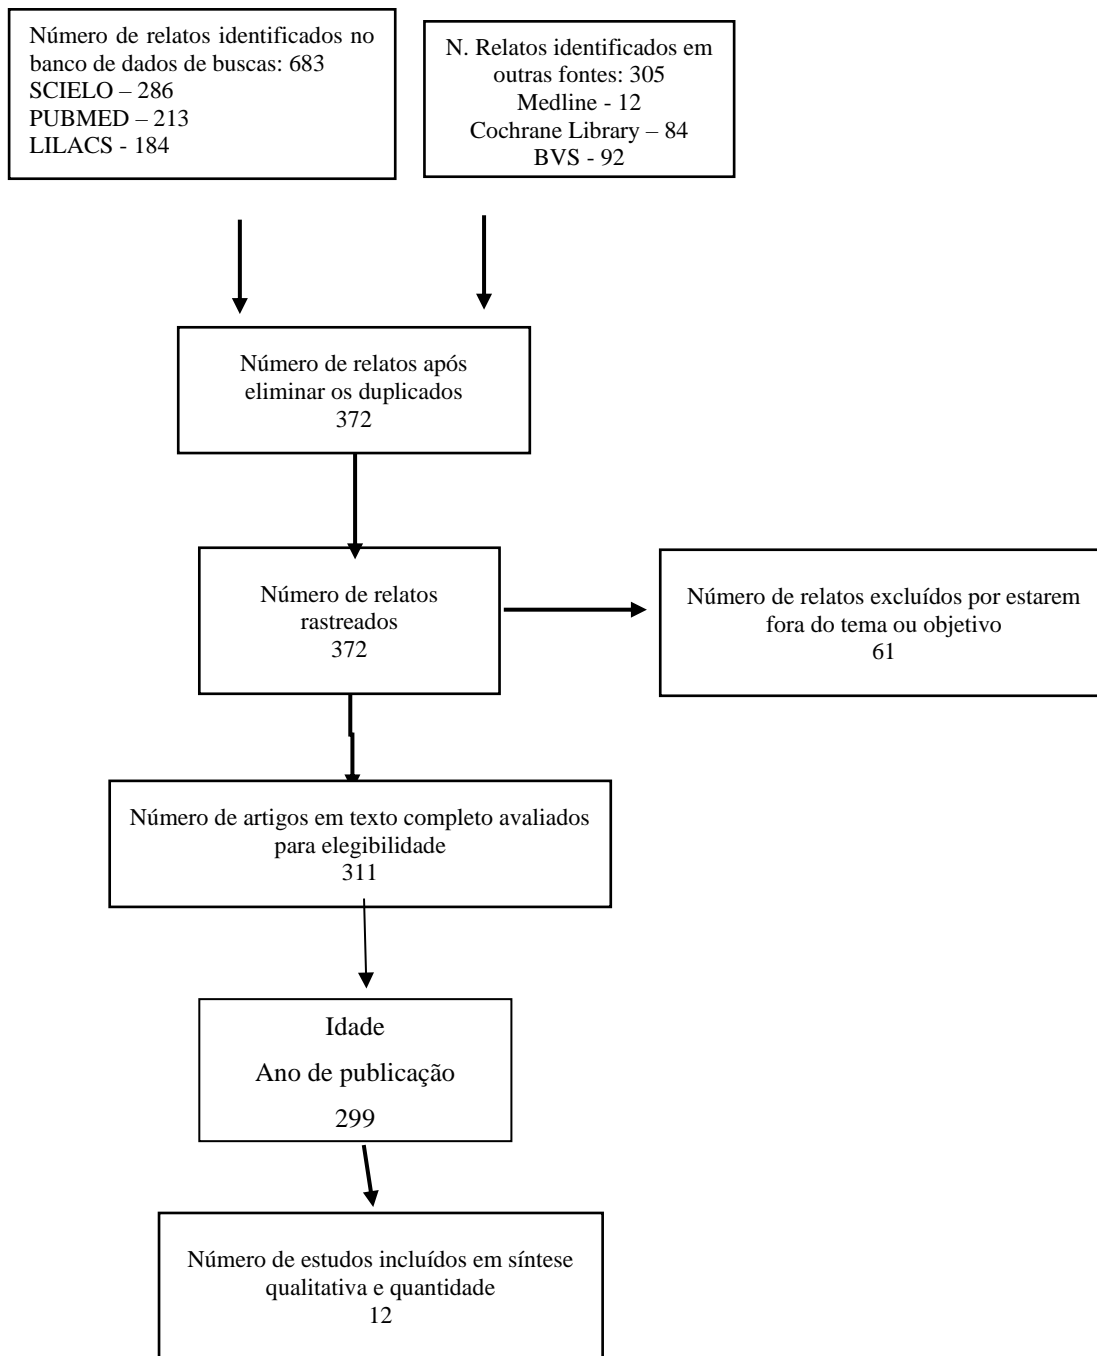 Número de relatos identificados no
banco de dados de buscas: 683
SCIELO – 286
PUBMED – 213
LILACS - 184
N. Relatos identificados em
outras fontes: 305
Medline - 12
Cochrane Library – 84
BVS - 92
Número de relatos após
eliminar os duplicados
372
Número de relatos
rastreados
372
Número de relatos excluídos por estarem
fora do tema ou objetivo
61
Número de artigos em texto completo avaliados
para elegibilidade
311
Idade
Ano de publicação
299
Número de estudos incluídos em síntese
qualitativa e quantidade
12